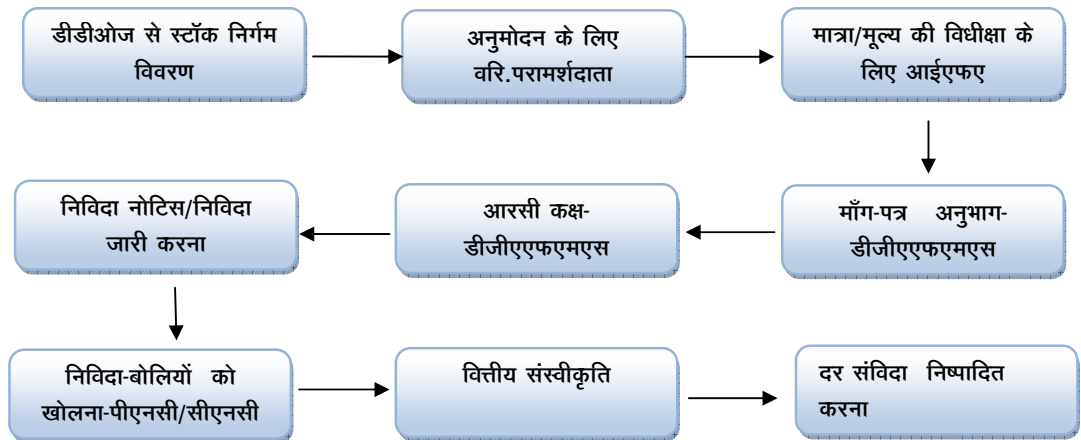 डीडीओज से स्टॉक निर्गम
विवरण
अनुमोदन के लिए
वरि.परामर्शदाता
मात्रा/मूल्य की विधीक्षा के
लिए आईएफए
माँग-पत्र अनुभाग-
डीजीएएफएमएस
आरसी कक्ष-
डीजीएएफएमएस
निविदा नोटिस/निविदा
जारी करना
निविदा-बोलियों को
खोलना-पीएनसी/सीएनसी
वित्तीय संस्वीकृति
दर संविदा निष्पादित
करना